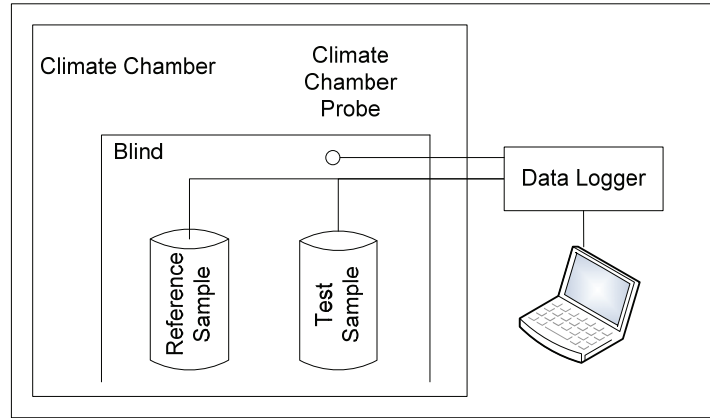 Climate Chamber
Climate
Chamber
Probe
Blind
Data Logger
Reference
Sample
Test
Sample